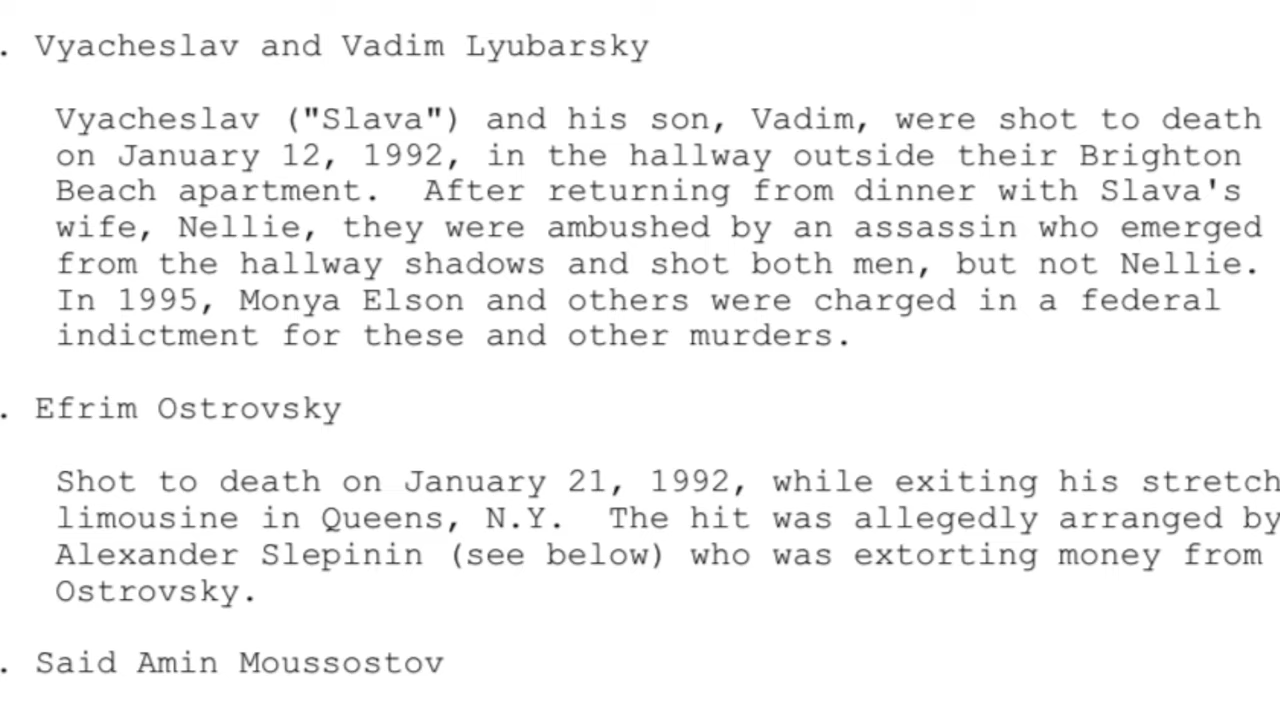 . Vyacheslav and Vadim Lyubarsky
Vyacheslav ("Slava") and his son, Vadim, were shot to death
on January 12, 1992, in the hallway outside their Brighton
Beach apartment.  After returning from dinner with Slava's
wife, Nellie, they were ambushed by an assassin who emerged
from the hallway shadows and shot both men, but not Nellie.
In 1995, Monya Elson and others were charged in a federal
indictment for these and other murders.
. Efrim Ostrovsky
Shot to death on January 21, 1992, while exiting his stretch
limousine in Queens, N.Y.  The hit was allegedly arranged by
Alexander Slepinin (see below) who was extorting money from
Ostrovsky.
. Said Amin Moussostov